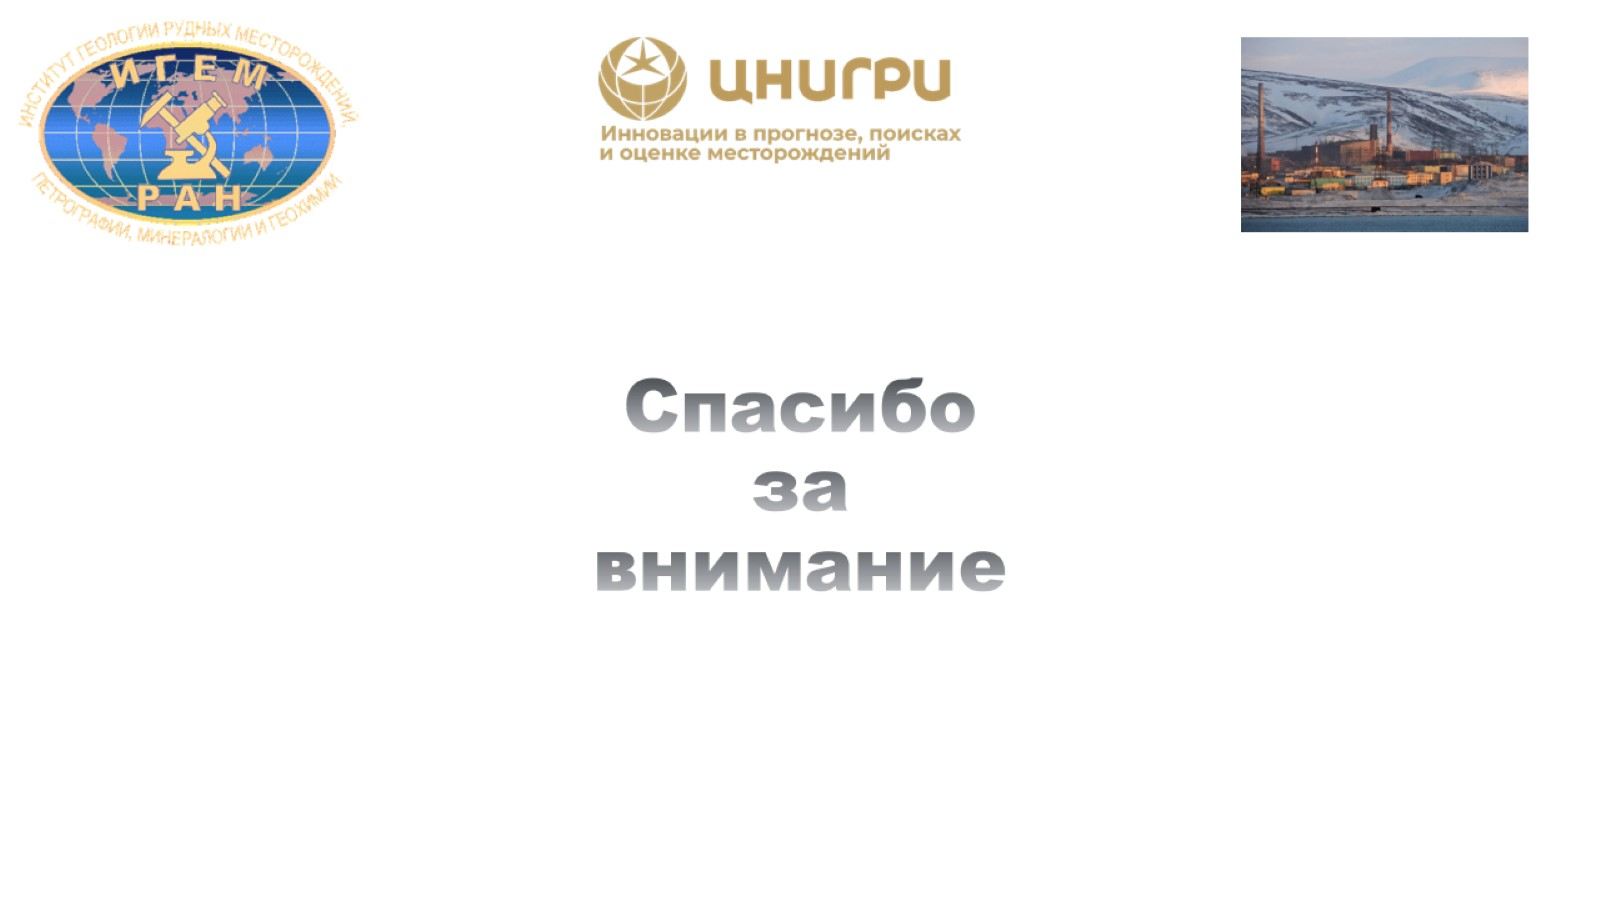 ИНСТИТУТ ГЕОЛОГИИ РУДНЫХ МЕСТОРОЖДЕНИЙ,
ИГЕМ
РАН
ПЕТРОГРАФИИ, МИНЕРАЛОГИИ И ГЕОХИМИИ
ЦНИГРИ
Инновации в прогнозе, поисках
и оценке месторождений
Спасибо
за
внимание